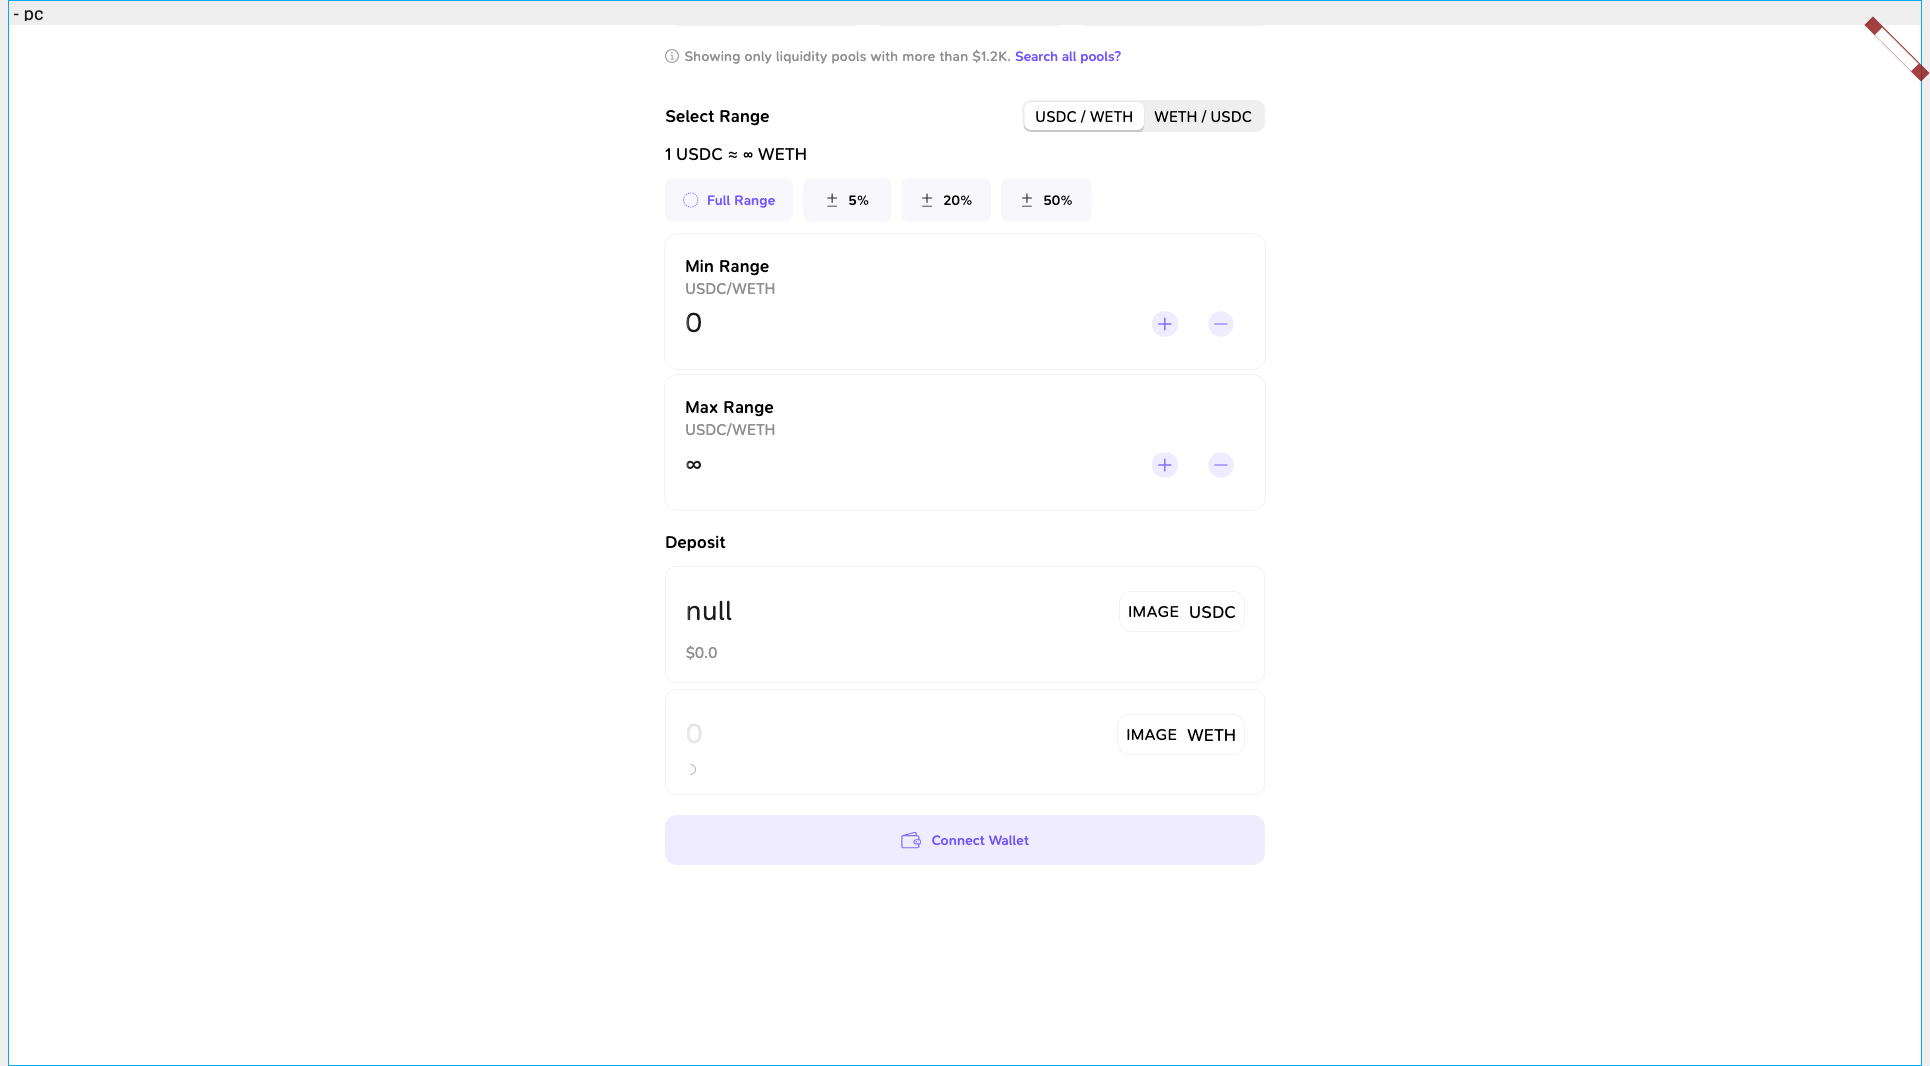 - pc
Showing only liquidity pools with more than $1.2K. Search all pools?
Select Range
USDC / WETH WETH / USDC
1 USDC ≈ ∞ WETH
Full Range ± 5% ± 20% ± 50%
Min Range
USDC/WETH
0
Max Range
USDC/WETH
∞
Deposit
null IMAGE USDC
$0.0
0 IMAGE WETH
Connect Wallet